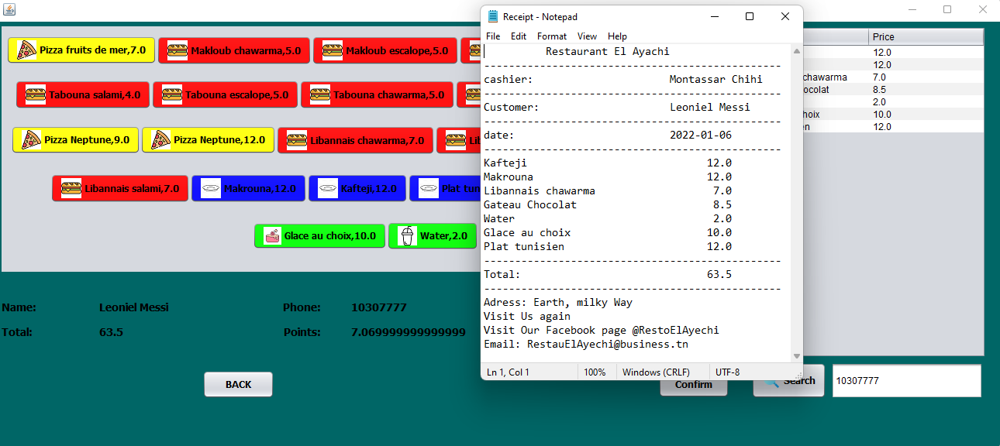 Pizza fruits de mer,7.0 Makloub chawarma,5.0 Makloub escalope,5.0
Tabouna salami,4.0 Tabouna escalope,5.0 Tabouna chawarma,5.0
Pizza Neptune,9.0 Pizza Neptune,12.0 Libannais chawarma,7.0
Libannais salami,7.0 Makrouna,12.0 Kafteji,12.0 Plat tun
Glace au choix,10.0 Water,2.0
Name: Leoniel Messi Phone: 10307777
Total: 63.5 Points: 7.069999999999999
BACK
Receipt - Notepad
File Edit Format View Help
Restaurant El Ayachi
------------------------------------------------
cashier: Montassar Chihi
------------------------------------------------
Customer: Leoniel Messi
------------------------------------------------
date: 2022-01-06
------------------------------------------------
Kafteji 12.0
Makrouna 12.0
Libannais chawarma 7.0
Gateau Chocolat 8.5
Water 2.0
Glace au choix 10.0
Plat tunisien 12.0
------------------------------------------------
Total: 63.5
------------------------------------------------
Adress: Earth, milky Way
Visit Us again
Visit Our Facebook page @RestoElAyechi
Email: RestauElAyechi@business.tn
Ln 1, Col 1 100% Windows (CRLF) UTF-8
Price
12.0
12.0
chawarma 7.0
ocolat 8.5
2.0
hoix 10.0
en 12.0
Confirm
Search
10307777